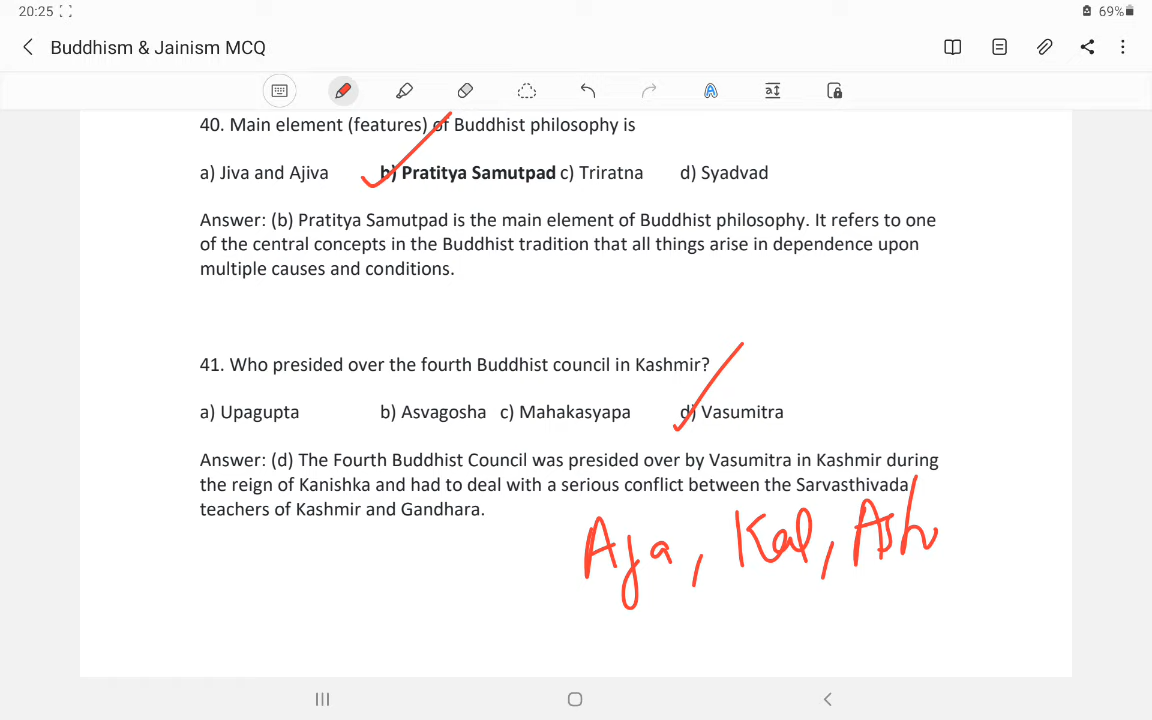 20:25 69%
Buddhism & Jainism MCQ
40. Main element (features) of Buddhist philosophy is
a) Jiva and Ajiva b) Pratitya Samutpad c) Triratna d) Syadvad
Answer: (b) Pratitya Samutpad is the main element of Buddhist philosophy. It refers to one
of the central concepts in the Buddhist tradition that all things arise in dependence upon
multiple causes and conditions.
41. Who presided over the fourth Buddhist council in Kashmir?
a) Upagupta b) Asvagosha c) Mahakasyapa d) Vasumitra
Answer: (d) The Fourth Buddhist Council was presided over by Vasumitra in Kashmir during
the reign of Kanishka and had to deal with a serious conflict between the Sarvasthivada
teachers of Kashmir and Gandhara.
Aja, Kal, Ash